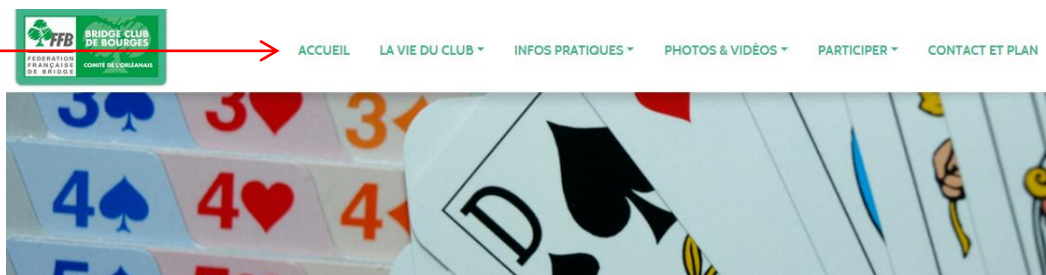 FFB
FEDERATION
FRANÇAISE
DE BRIDGE
BRIDGE CLUB
DE BOURGES
COMITÉ DE L'ORLÉANAIS
ACCUEIL LA VIE DU CLUB INFOS PRATIQUES PHOTOS & VIDÉOS PARTICIPER CONTACT ET PLAN
3♠ 3♥ 3♦
4♠ 4♥ 4♦
D